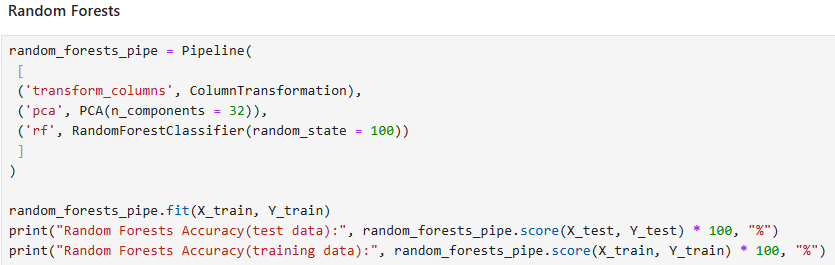 Random Forests
random_forests_pipe = Pipeline(
[
('transform_columns', ColumnTransformation),
('pca', PCA(n_components = 32)),
('rf', RandomForestClassifier(random_state = 100))
]
)
random_forests_pipe.fit(X_train, Y_train)
print("Random Forests Accuracy(test data):", random_forests_pipe.score(X_test, Y_test) * 100, "%")
print("Random Forests Accuracy(training data):", random_forests_pipe.score(X_train, Y_train) * 100, "%")